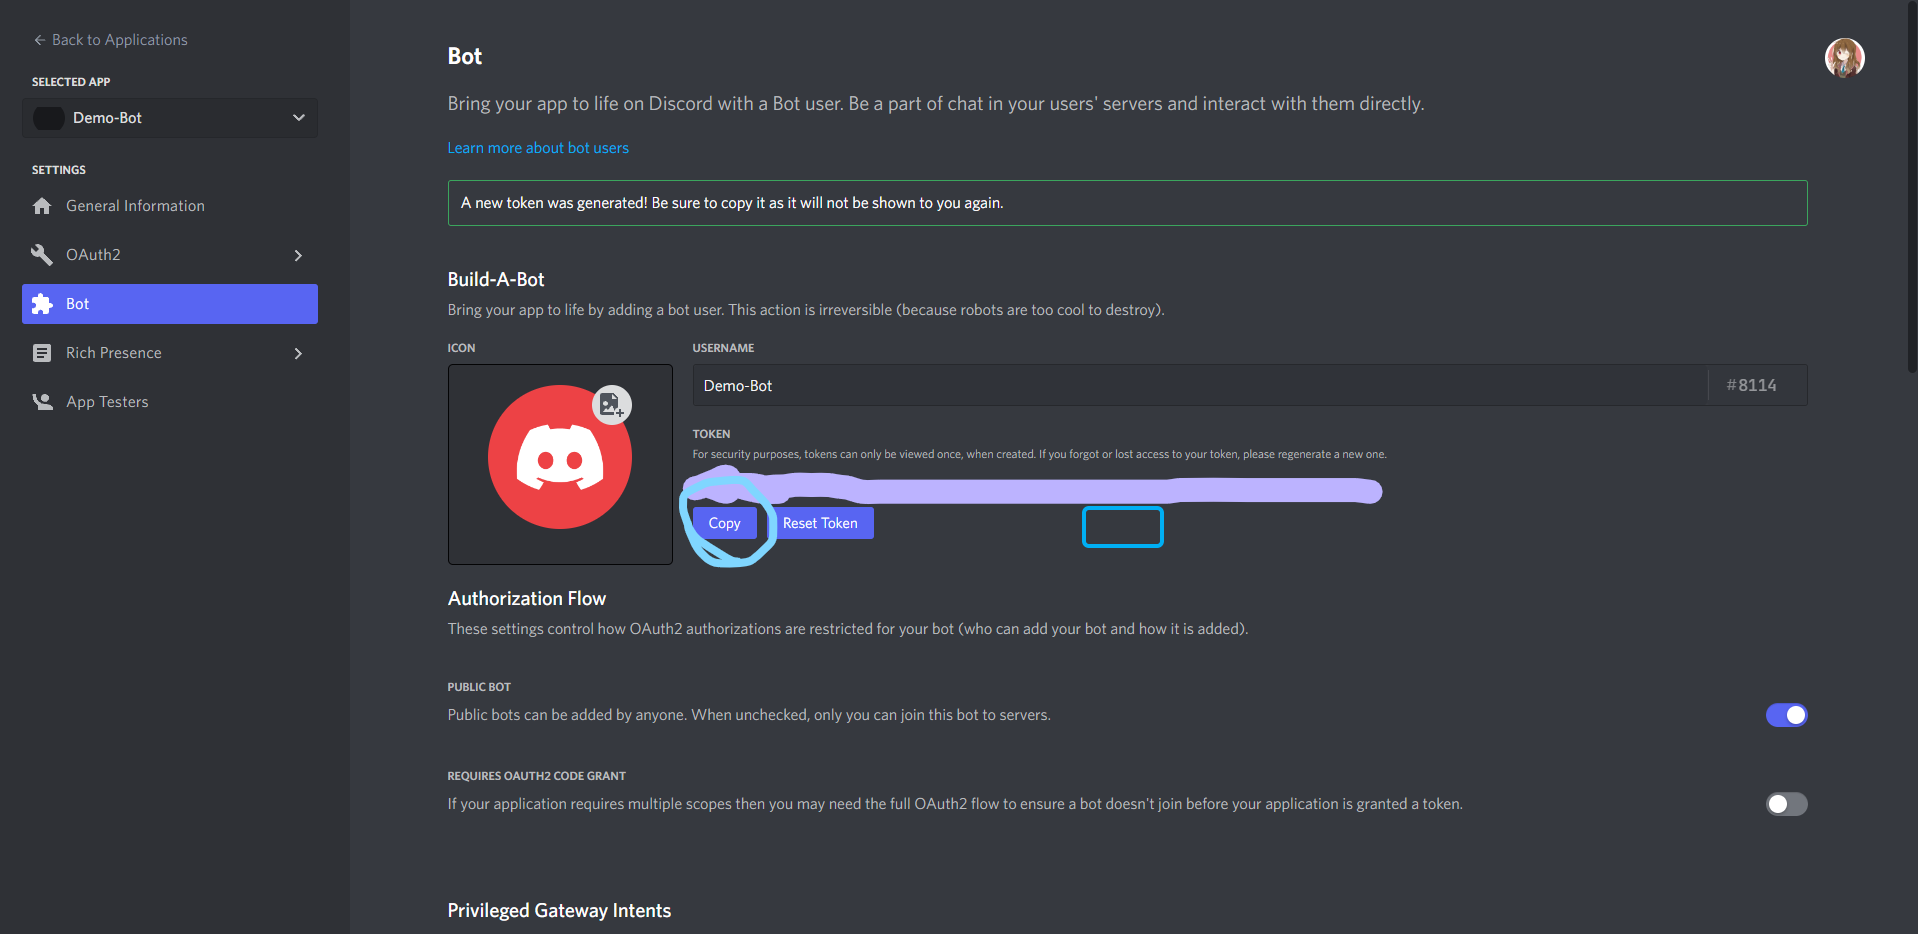 Back to Applications
SELECTED APP
Demo-Bot
SETTINGS
General Information
OAuth2
Bot
Rich Presence
App Testers
Bot
Bring your app to life on Discord with a Bot user. Be a part of chat in your users' servers and interact with them directly.
Learn more about bot users
A new token was generated! Be sure to copy it as it will not be shown to you again.
Build-A-Bot
Bring your app to life by adding a bot user. This action is irreversible (because robots are too cool to destroy).
ICON
USERNAME
Demo-Bot
#8114
TOKEN
For security purposes, tokens can only be viewed once, when created. If you forgot or lost access to your token, please regenerate a new one.
Copy
Reset Token
Authorization Flow
These settings control how OAuth2 authorizations are restricted for your bot (who can add your bot and how it is added).
PUBLIC BOT
Public bots can be added by anyone. When unchecked, only you can join this bot to servers.
REQUIRES OAUTH2 CODE GRANT
If your application requires multiple scopes then you may need the full OAuth2 flow to ensure a bot doesn't join before your application is granted a token.
Privileged Gateway Intents